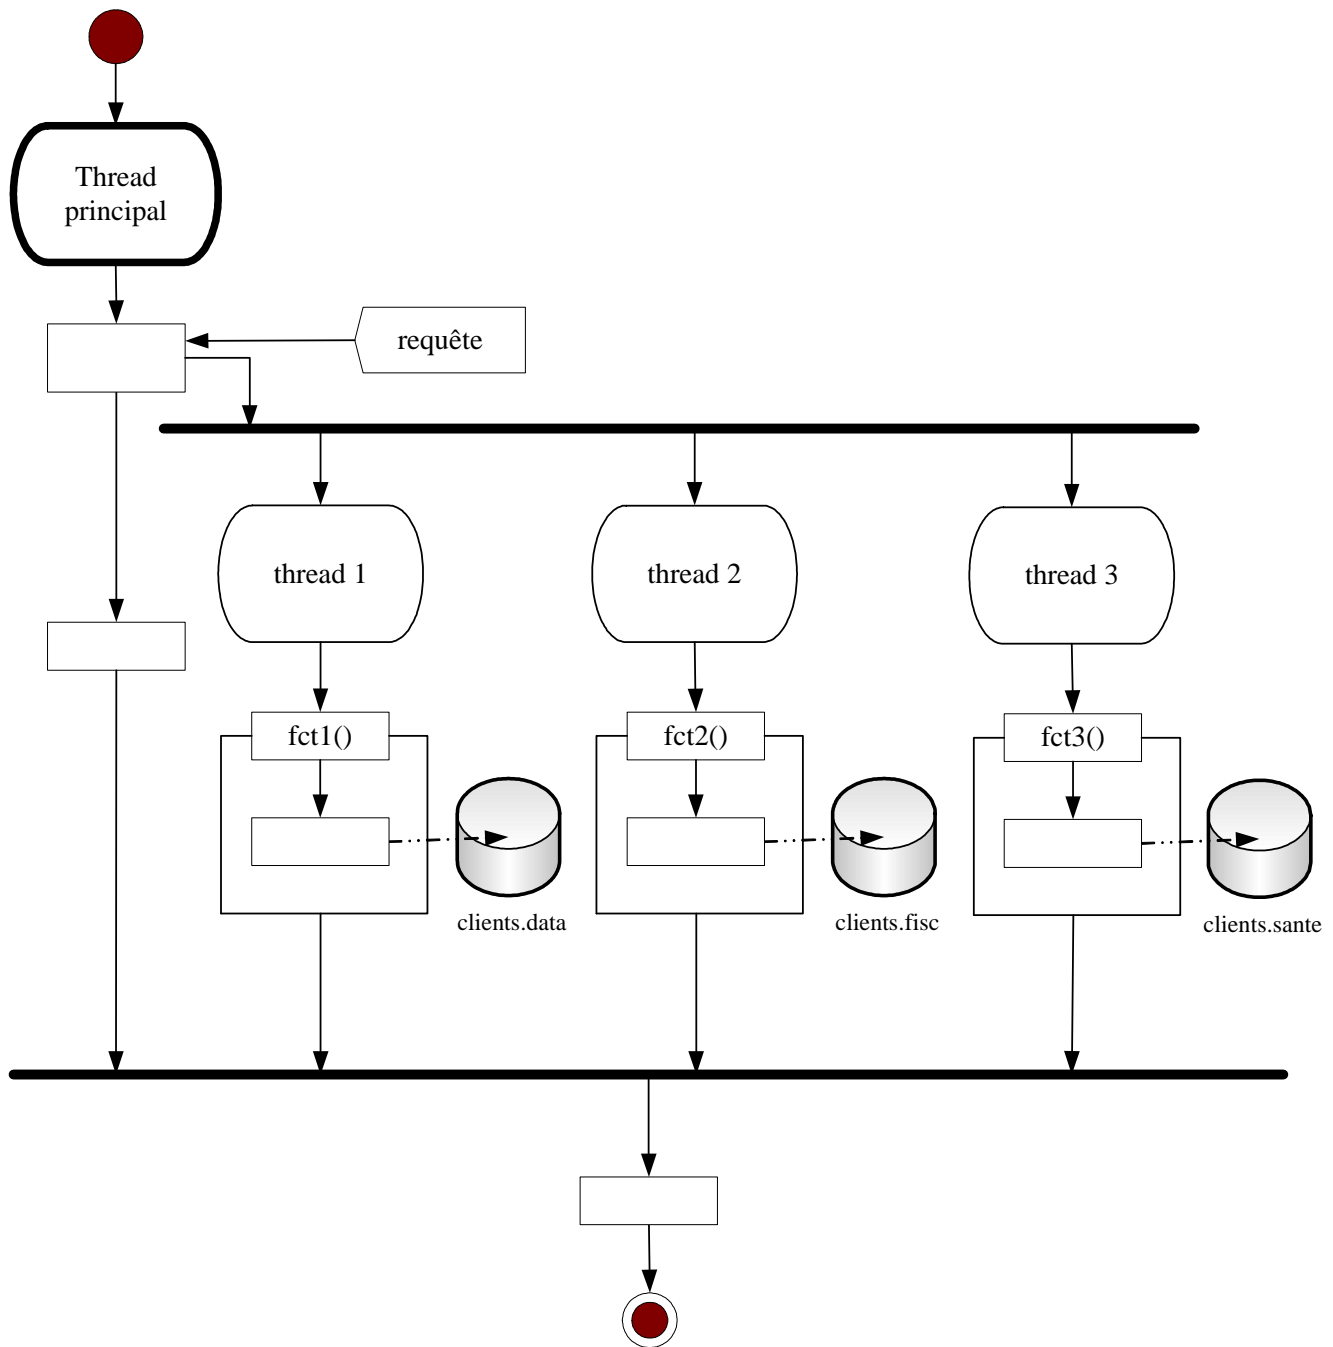 Thread
principal
requête
thread 1
thread 2
thread 3
fct1()
fct2()
fct3()
clients.data
clients.fisc
clients.sante